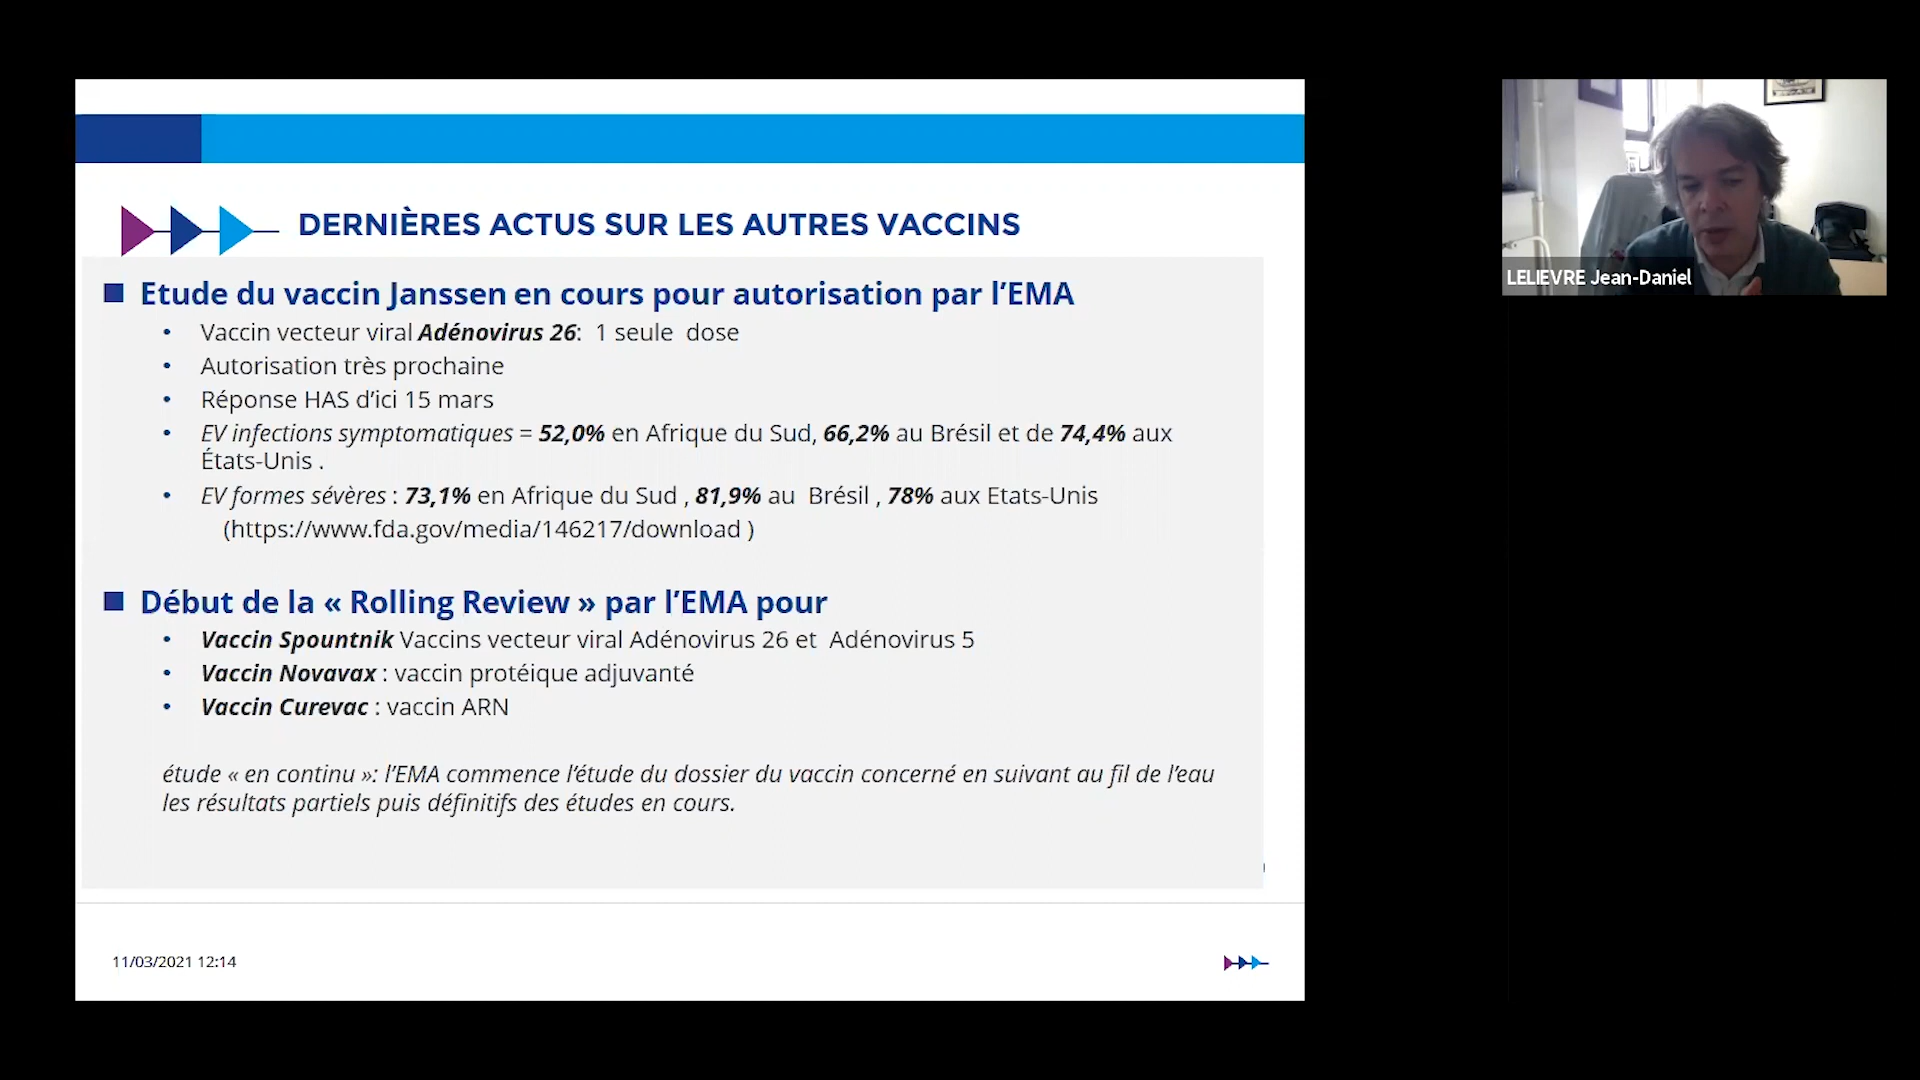 DERNIÈRES ACTUS SUR LES AUTRES VACCINS
Etude du vaccin Janssen en cours pour autorisation par l’EMA
Vaccin vecteur viral Adénovirus 26: 1 seule dose
Autorisation très prochaine
Réponse HAS d’ici 15 mars
EV infections symptomatiques = 52,0% en Afrique du Sud, 66,2% au Brésil et de 74,4% aux
États-Unis .
EV formes sévères : 73,1% en Afrique du Sud , 81,9% au Brésil , 78% aux Etats-Unis
(https://www.fda.gov/media/146217/download )
Début de la « Rolling Review » par l’EMA pour
Vaccin Spountnik Vaccins vecteur viral Adénovirus 26 et Adénovirus 5
Vaccin Novavax : vaccin protéique adjuvanté
Vaccin Curevac : vaccin ARN
étude « en continu »: l’EMA commence l’étude du dossier du vaccin concerné en suivant au fil de l’eau
les résultats partiels puis définitifs des études en cours.
11/03/2021 12:14
LELIEVRE Jean-Daniel